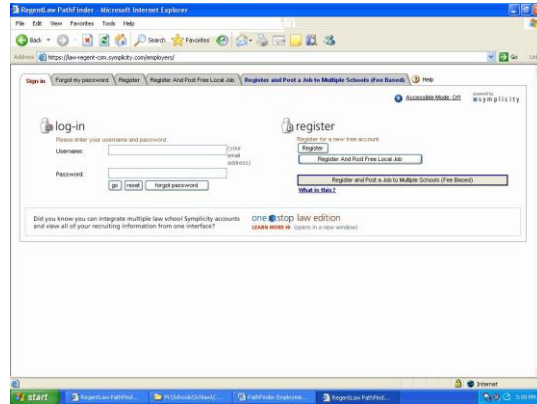 RegentLaw PathFinder - Microsoft Internet Explorer
File Edit View Favorites Tools Help
Back Search Favorites
Address https://law-regent-csm.symplicity.com/employers/ Go
Sign in Forgot my password Register Register And Post Free Local Job Register and Post a Job to Multiple Schools (Fee Based) Help
Accessible Mode: Off powered by symplicity
log-in
Please enter your username and password.
Username: (your email address)
Password:
go reset forgot password
register
Register for a new free account.
Register
Register And Post Free Local Job
Register and Post a Job to Multiple Schools (Fee Based)
What is this?
Did you know you can integrate multiple law school Symplicity accounts
and view all of your recruiting information from one interface?
one stop law edition
LEARN MORE (opens in a new window)
Internet
start RegentLaw PathFind... PathFinder Employer... RegentLaw PathFind...